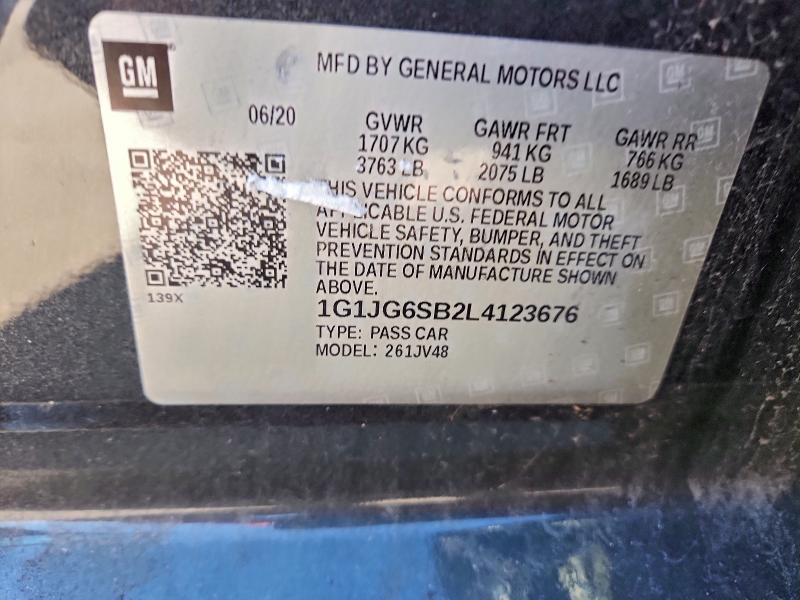 GM
MFD BY GENERAL MOTORS LLC
06/20
GVWR GAWR FRT GAWR RR
1707 KG 941 KG 766 KG
3763 LB 2075 LB 1689 LB
THIS VEHICLE CONFORMS TO ALL
APPLICABLE U.S. FEDERAL MOTOR
VEHICLE SAFETY, BUMPER, AND THEFT
PREVENTION STANDARDS IN EFFECT ON
THE DATE OF MANUFACTURE SHOWN
ABOVE.
139X
1G1JG6SB2L4123676
TYPE: PASS CAR
MODEL: 261JV48